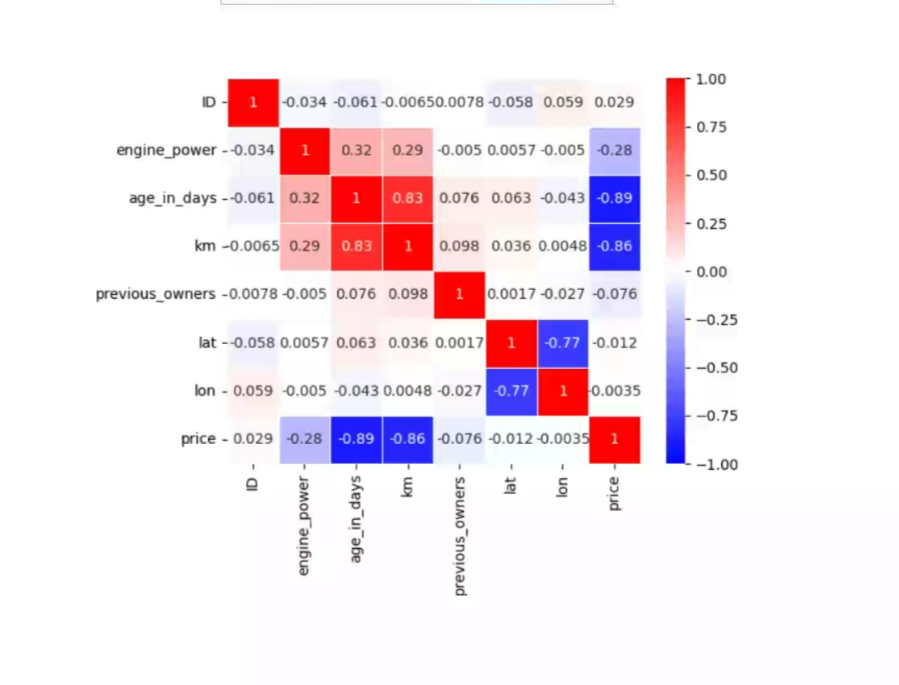 ID 1 -0.034 -0.061 -0.0065 0.0078 -0.058 0.059 0.029
engine_power -0.034 1 0.32 0.29 -0.005 0.0057 -0.005 -0.28
age_in_days -0.061 0.32 1 0.83 0.076 0.063 -0.043 -0.89
km -0.0065 0.29 0.83 1 0.098 0.036 0.0048 -0.86
previous_owners 0.0078 -0.005 0.076 0.098 1 0.0017 -0.027 -0.076
lat -0.058 0.0057 0.063 0.036 0.0017 1 -0.77 -0.012
lon 0.059 -0.005 -0.043 0.0048 -0.027 -0.77 1 -0.0035
price 0.029 -0.28 -0.89 -0.86 -0.076 -0.012 -0.0035 1
ID engine_power age_in_days km previous_owners lat lon price
1.00
0.75
0.50
0.25
0.00
−0.25
−0.50
−0.75
−1.00